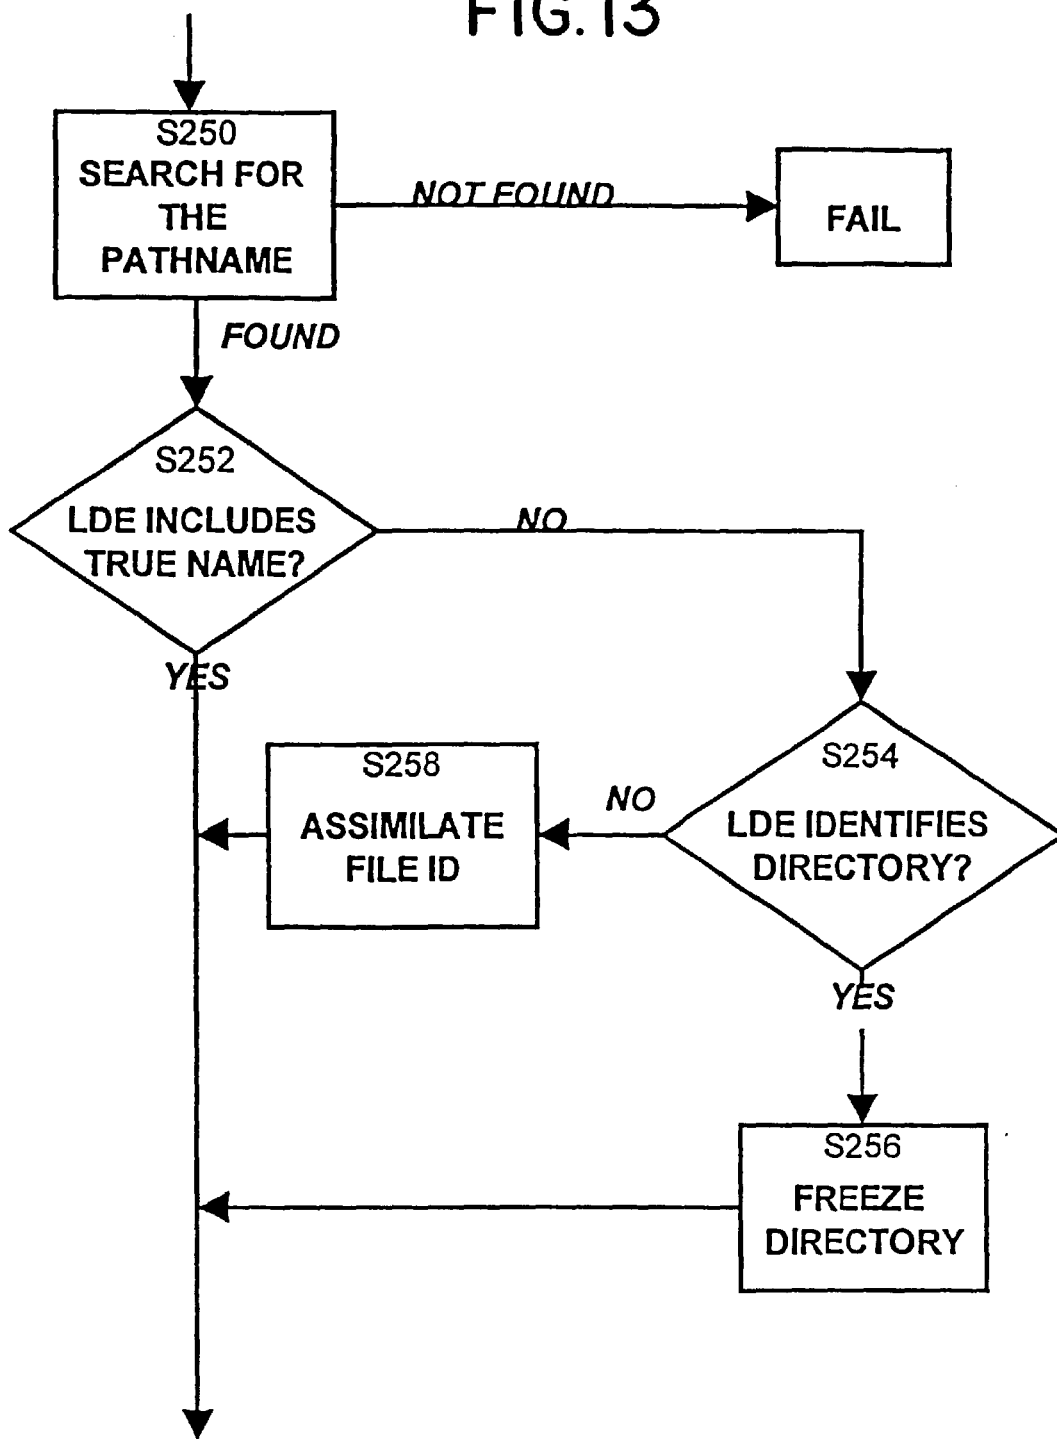 FIG. 13
S250
SEARCH FOR
THE
PATHNAME
NOT FOUND
FAIL
FOUND
S252
LDE INCLUDES
TRUE NAME?
NO
YES
S254
LDE IDENTIFIES
DIRECTORY?
NO
S258
ASSIMILATE
FILE ID
YES
S256
FREEZE
DIRECTORY